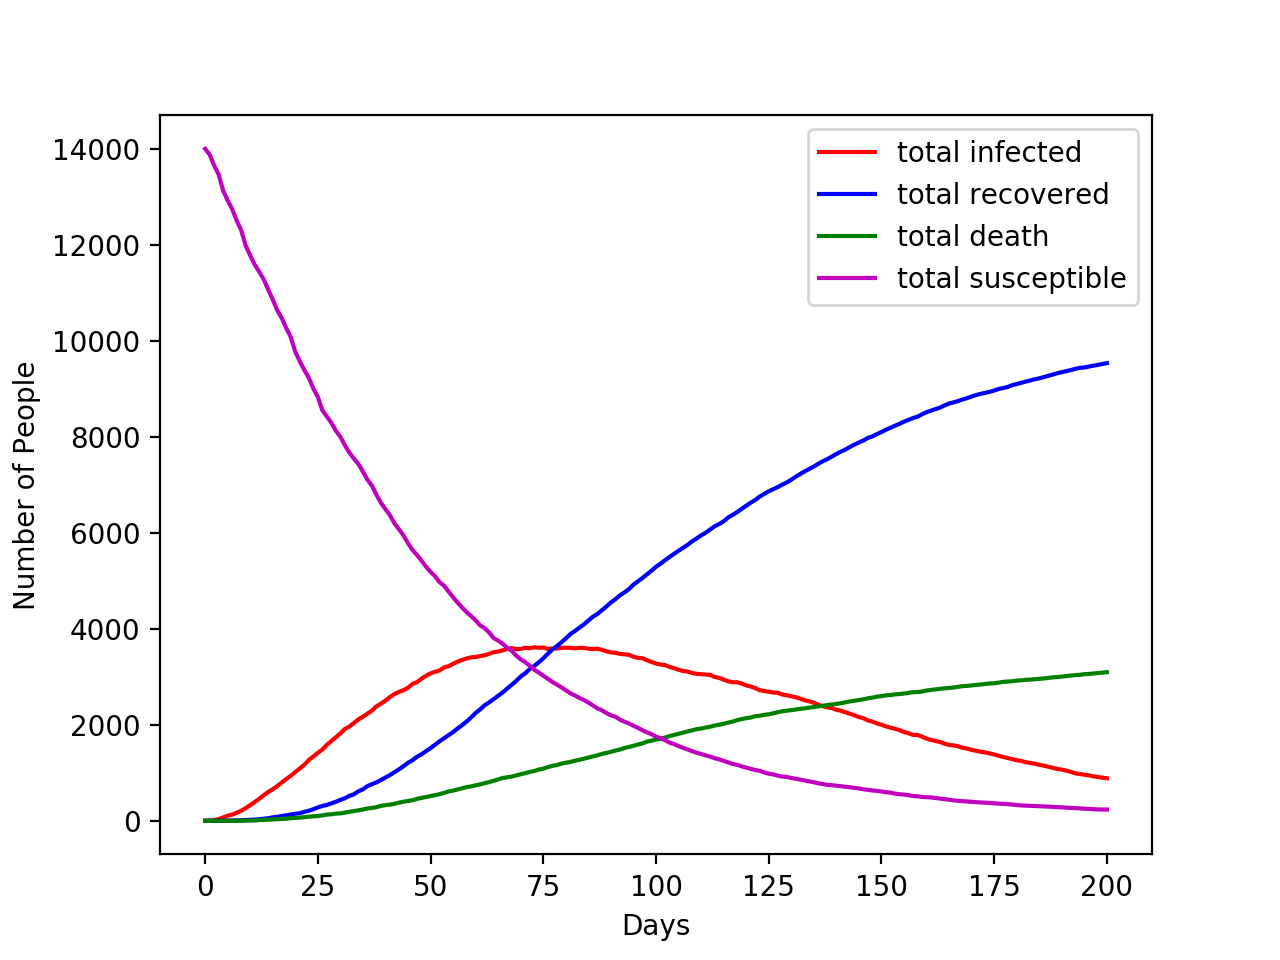 total infected
total recovered
total death
total susceptible
14000
12000
10000
8000
6000
4000
2000
0
Number of People
0 25 50 75 100 125 150 175 200
Days